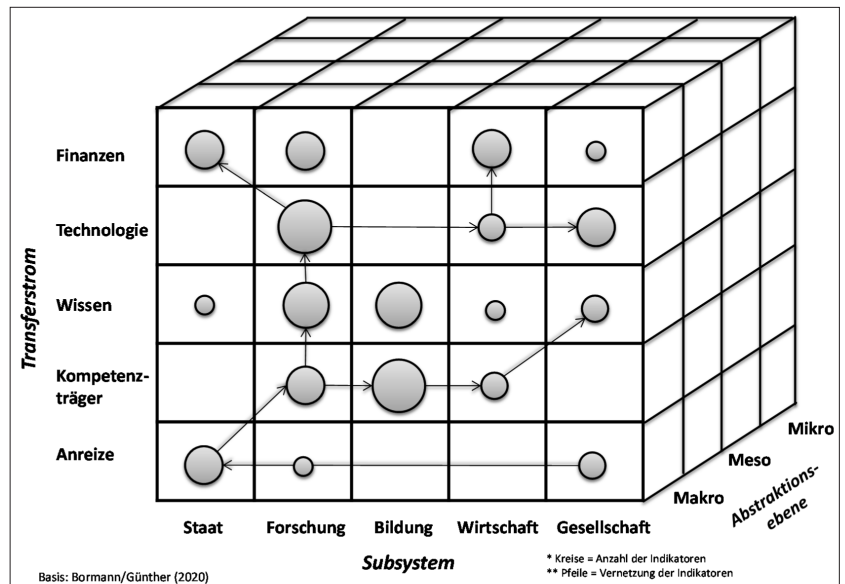 Finanzen
Technologie
Wissen
Kompetenz-
träger
Anreize
Transferstrom
Staat
Forschung
Bildung
Wirtschaft
Gesellschaft
Subsystem
Makro
Meso
Mikro
Abstraktions-
ebene
* Kreise = Anzahl der Indikatoren
** Pfeile = Vernetzung der Indikatoren
Basis: Bormann/Günther (2020)